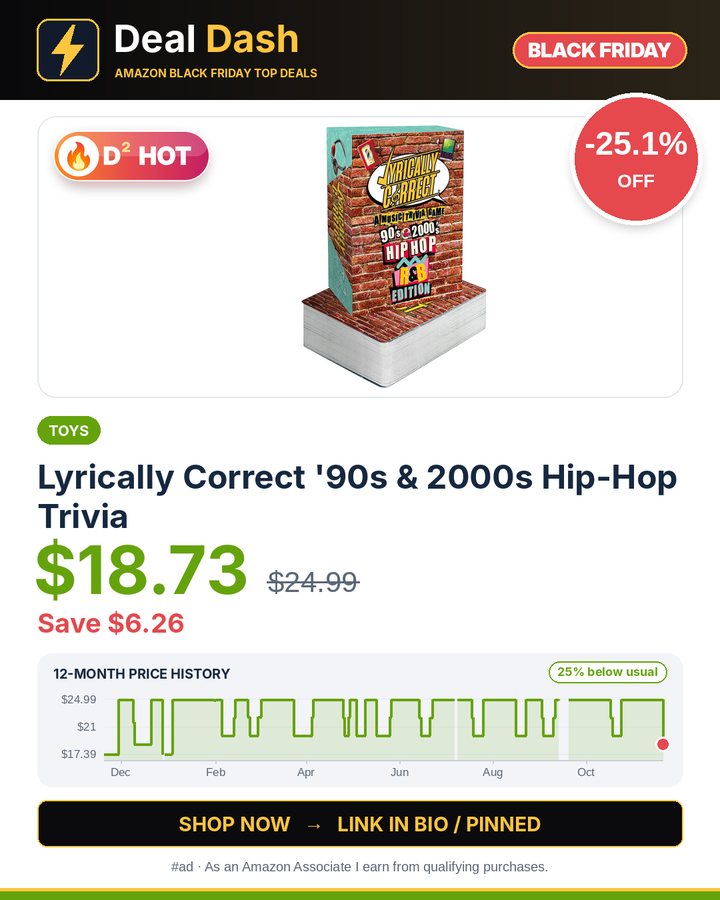 Deal Dash
AMAZON BLACK FRIDAY TOP DEALS
BLACK FRIDAY
-25.1%
OFF
D² HOT
LYRICALLY
CORRECT
A MUSIC TRIVIA GAME
90's & 2000's
HIP HOP
R&B
EDITION
TOYS
Lyrically Correct '90s & 2000s Hip-Hop
Trivia
$18.73 $24.99
Save $6.26
12-MONTH PRICE HISTORY
25% below usual
$24.99
$21
$17.39
Dec Feb Apr Jun Aug Oct
SHOP NOW → LINK IN BIO / PINNED
#ad · As an Amazon Associate I earn from qualifying purchases.